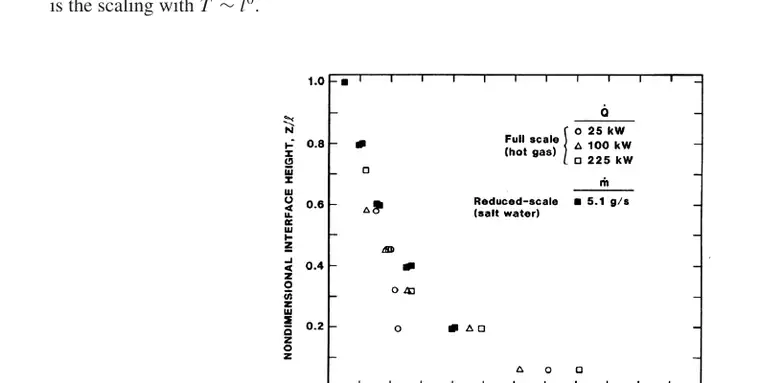 is the scaling with T ~ l⁰.
1.0
0.8
0.6
0.4
0.2
NONDIMENSIONAL INTERFACE HEIGHT, Z/ℓ
Q̇
Full scale
(hot gas)
25 kW
100 kW
225 kW
ṁ
Reduced-scale
(salt water)
5.1 g/s